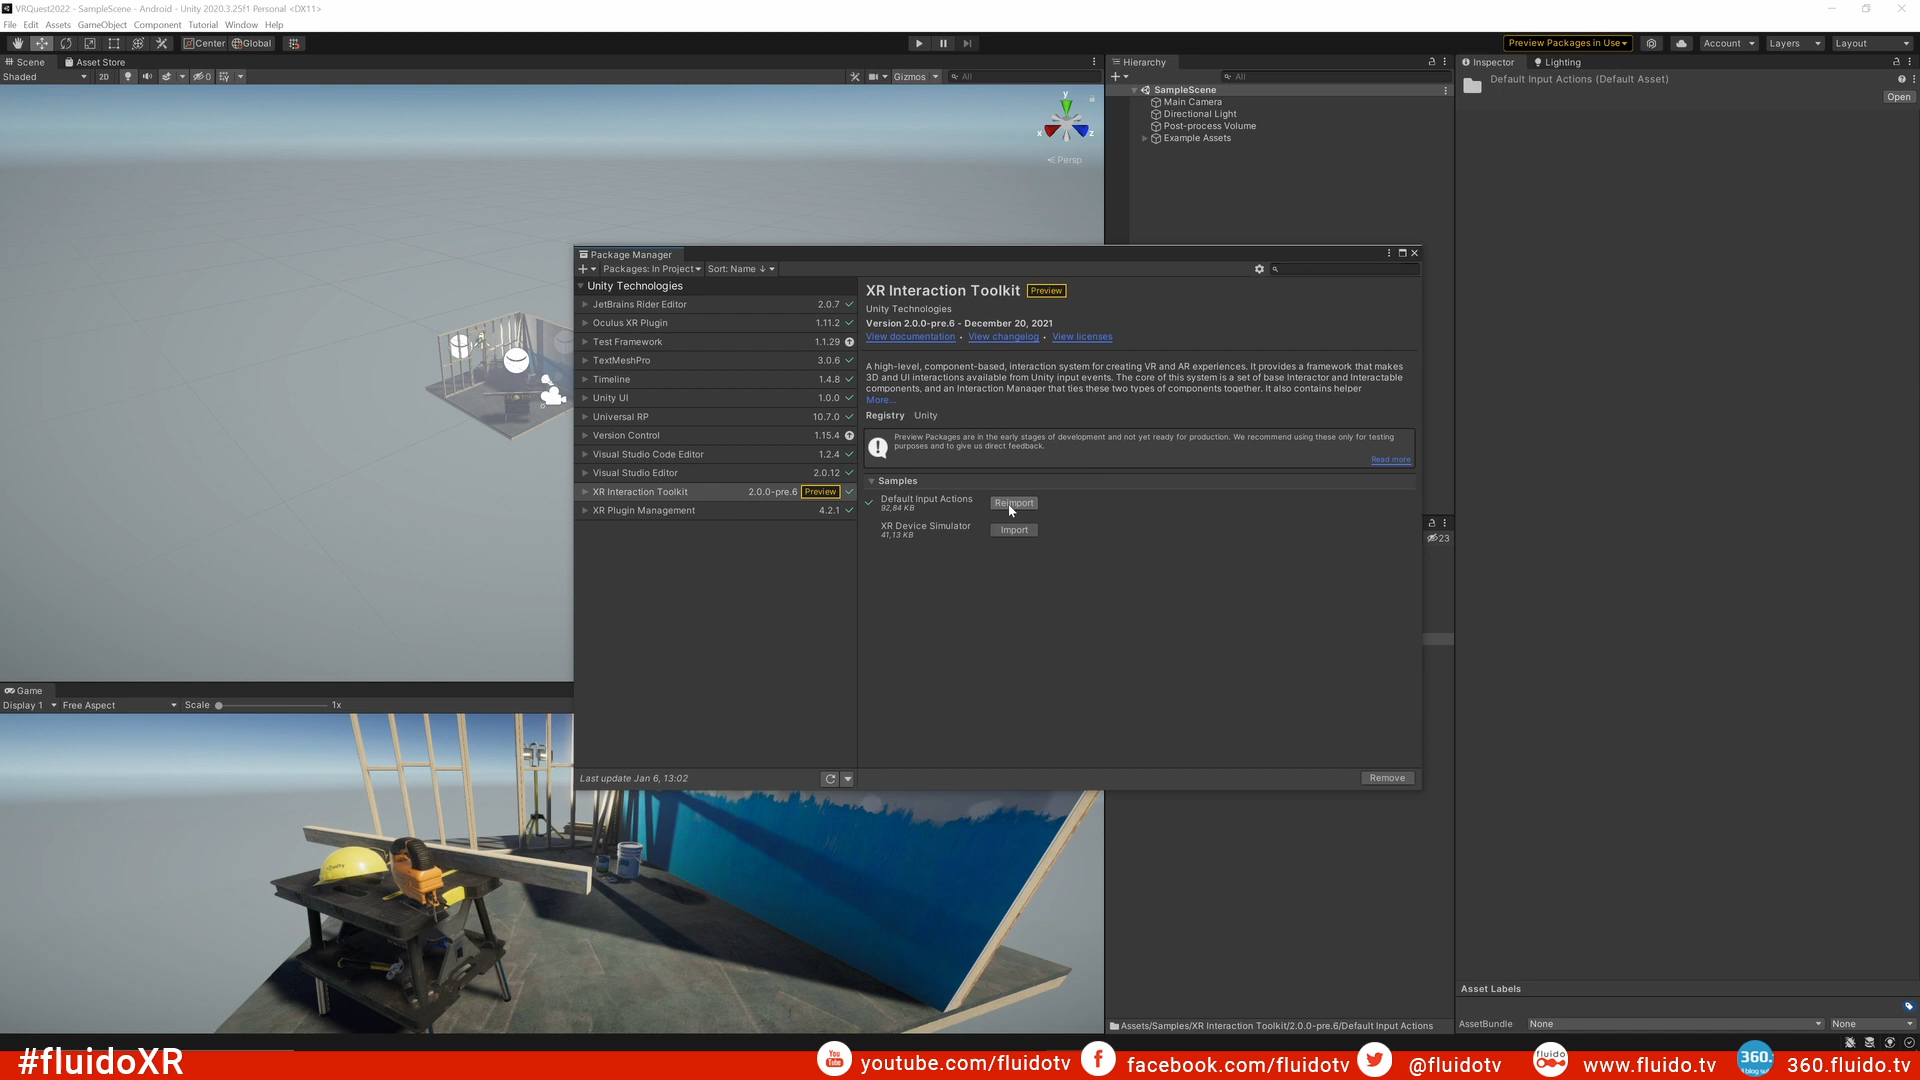 VRQuest2022 - SampleScene - Android - Unity 2020.3.25f1 Personal <DX11>
File Edit Assets GameObject Component Tutorial Window Help
Center Global
Preview Packages in Use Account Layers Layout
Scene Asset Store
Shaded 2D 0 Gizmos All
y
x z
Persp
Hierarchy
All
SampleScene
Main Camera
Directional Light
Post-process Volume
Example Assets
Inspector Lighting
Default Input Actions (Default Asset)
Open
Package Manager
Packages: In Project Sort: Name ↓
Unity Technologies
JetBrains Rider Editor 2.0.7
Oculus XR Plugin 1.11.2
Test Framework 1.1.29
TextMeshPro 3.0.6
Timeline 1.4.8
Unity UI 1.0.0
Universal RP 10.7.0
Version Control 1.15.4
Visual Studio Code Editor 1.2.4
Visual Studio Editor 2.0.12
XR Interaction Toolkit 2.0.0-pre.6 Preview
XR Plugin Management 4.2.1
Last update Jan 6, 13:02
XR Interaction Toolkit Preview
Unity Technologies
Version 2.0.0-pre.6 - December 20, 2021
View documentation • View changelog • View licenses
A high-level, component-based, interaction system for creating VR and AR experiences. It provides a framework that makes
3D and UI interactions available from Unity input events. The core of this system is a set of base Interactor and Interactable
components, and an Interaction Manager that ties these two types of components together. It also contains helper
More...
Registry Unity
Preview Packages are in the early stages of development and not yet ready for production. We recommend using these only for testing
purposes and to give us direct feedback.
Read more
Samples
Default Input Actions Reimport
92,84 KB
XR Device Simulator Import
41,13 KB
Remove
23
Game
Display 1 Free Aspect Scale 1x
Assets/Samples/XR Interaction Toolkit/2.0.0-pre.6/Default Input Actions
Asset Labels
AssetBundle None None
#fluidoXR
You Tube youtube.com/fluidotv facebook.com/fluidotv @fluidotv fluido www.fluido.tv 360. 360.fluido.tv